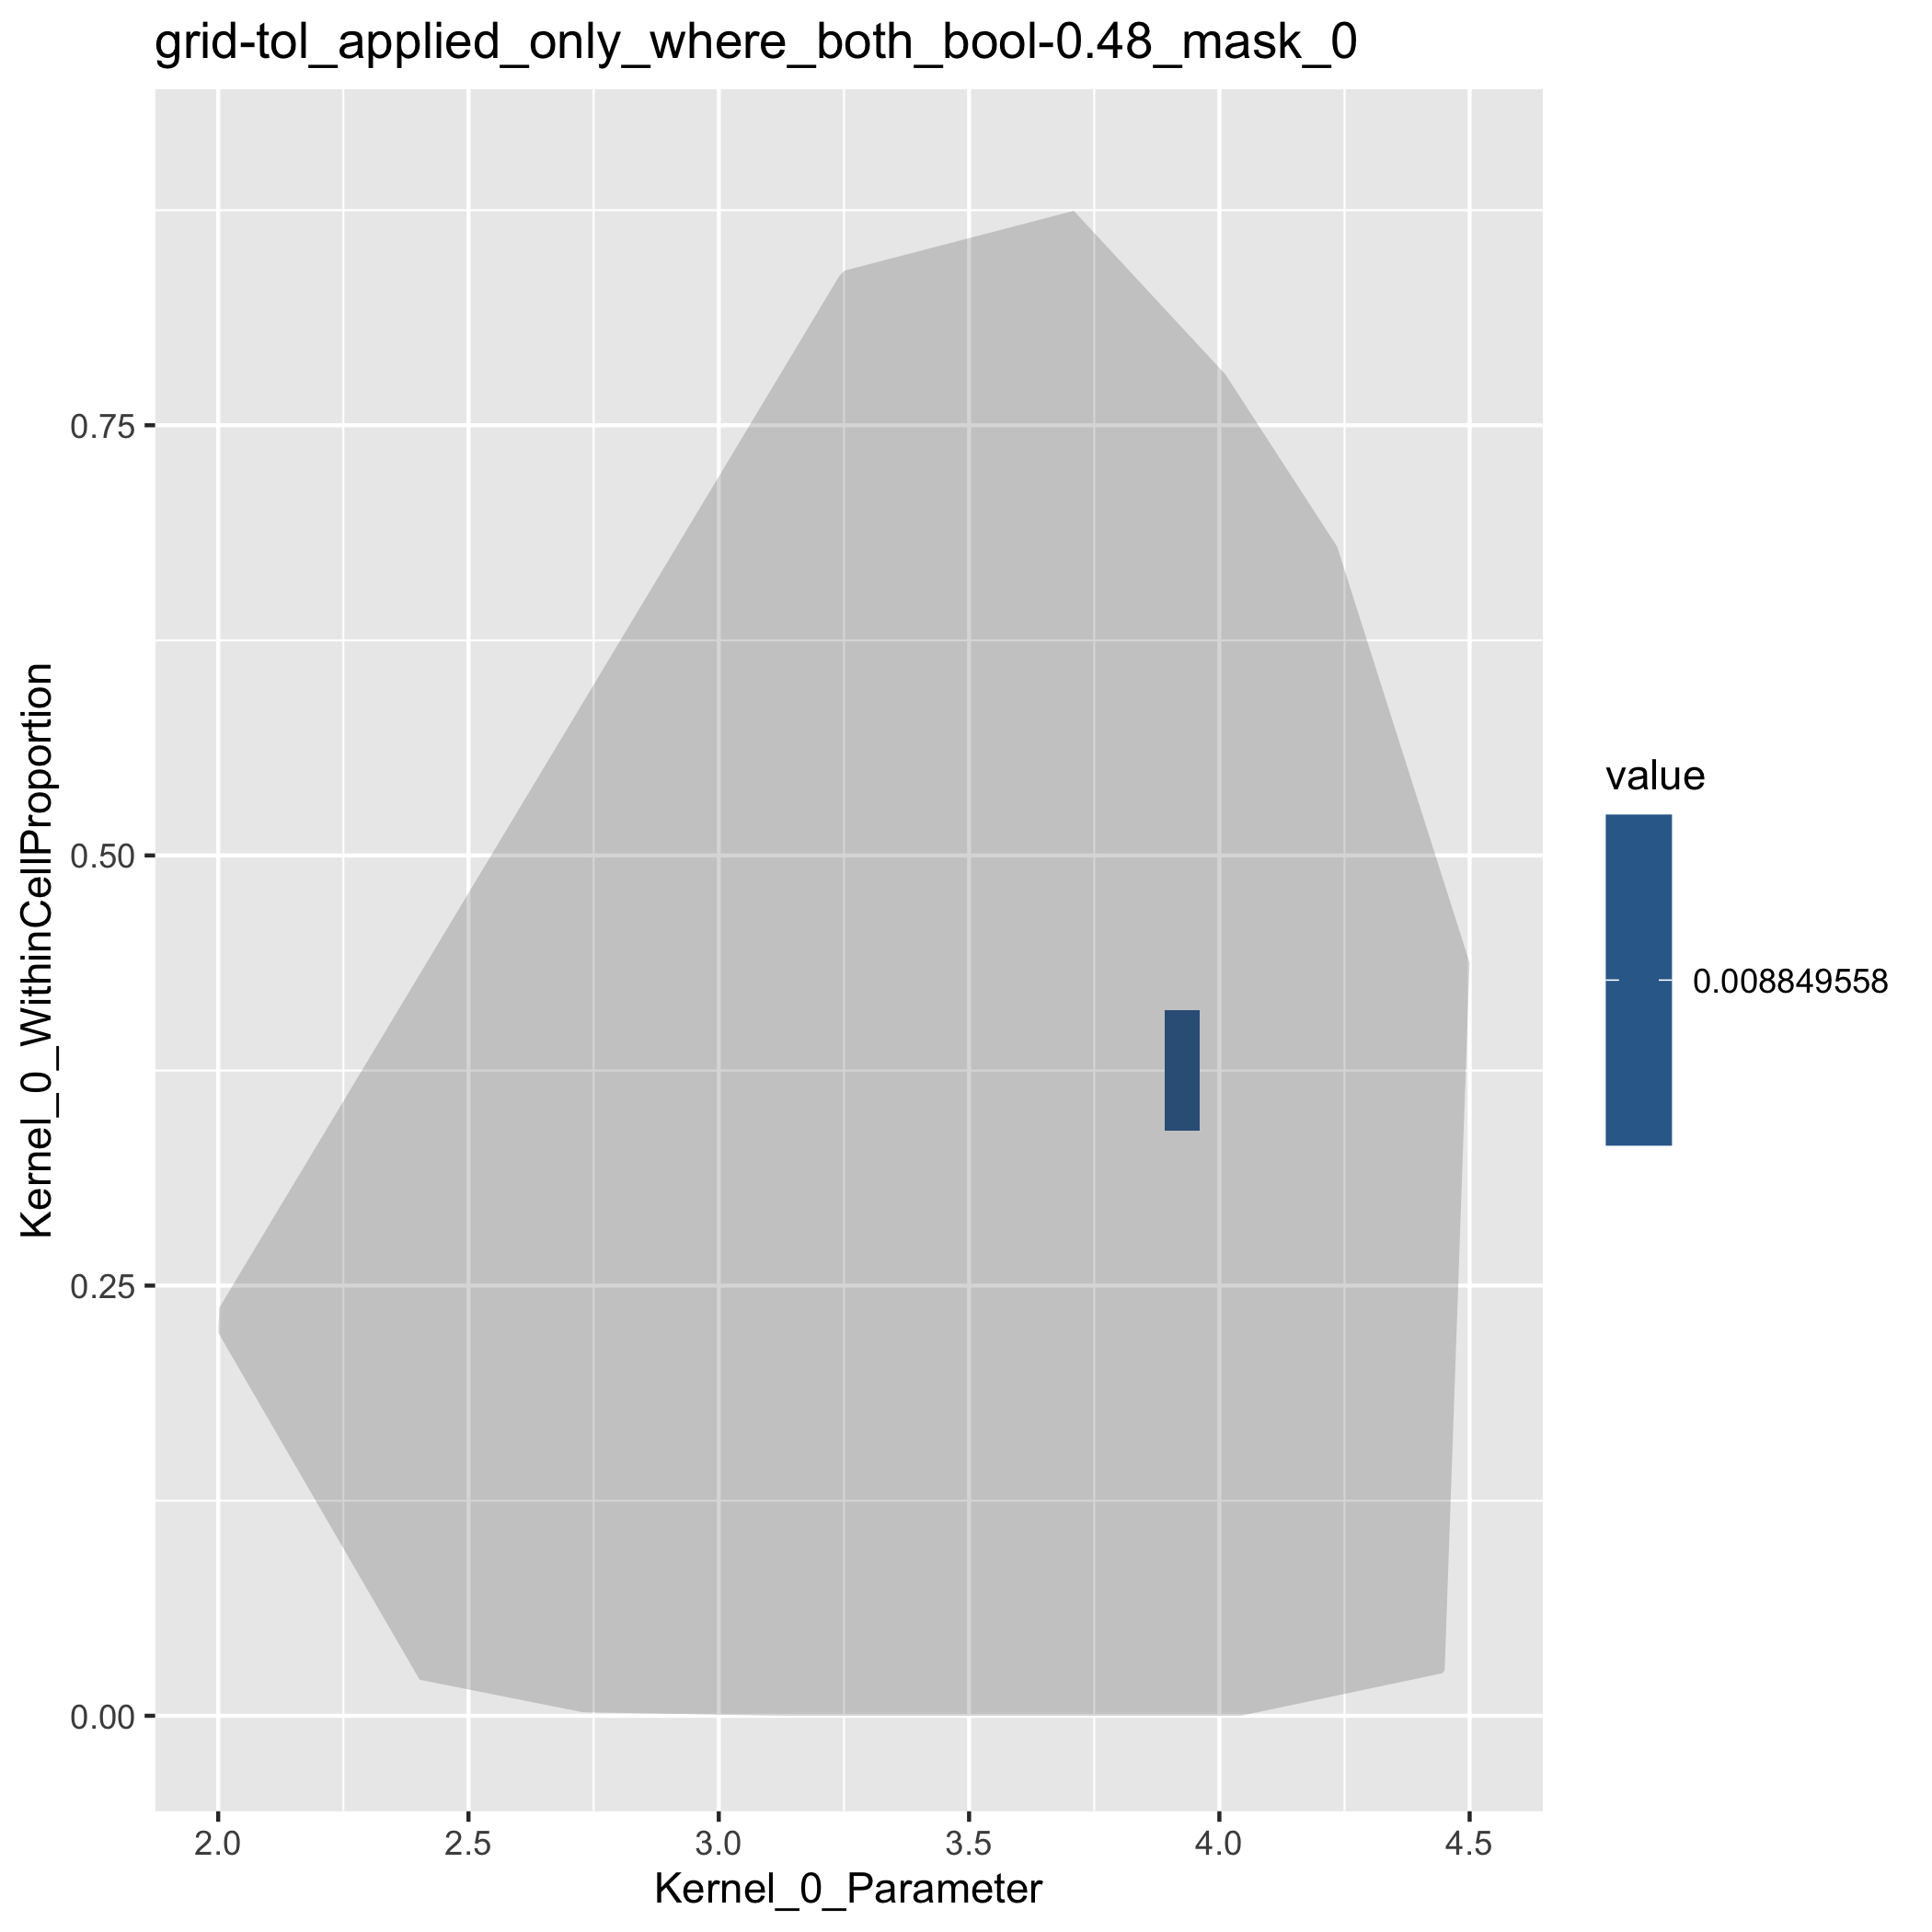 grid-tol_applied_only_where_both_bool-0.48_mask_0
Kernel_0_WithinCellProportion
0.75
0.50
0.25
0.00
2.0 2.5 3.0 3.5 4.0 4.5
Kernel_0_Parameter
value
0.008849558